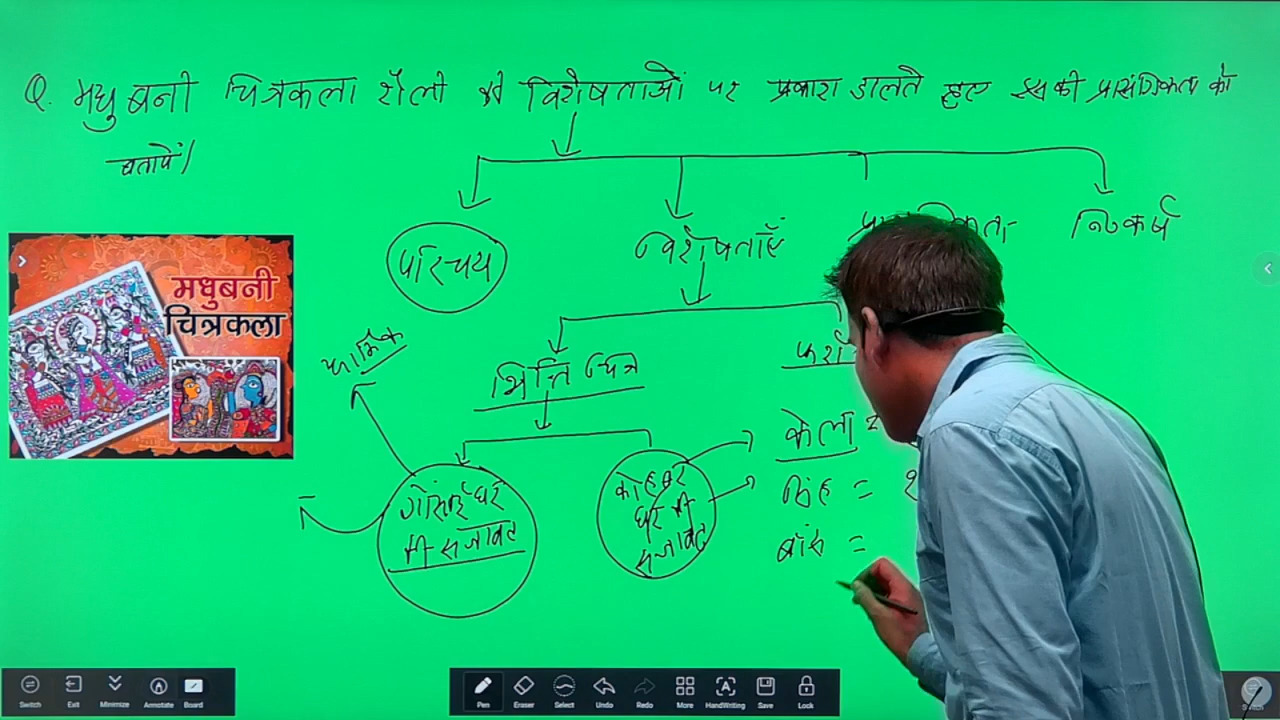 Q. मधुबनी चित्रकला शैली की विशेषताओं पर प्रकाश डालते हुए इसकी प्रासंगिकता को
बतायें।
परिचय
विशेषताएँ
निष्कर्ष
मधुबनी
चित्रकला
धार्मिक
भित्ति चित्र
केला
गोसाईं घर
की सजावट
कोहबर
घर की
सजावट
सिंह =
बांस =
Switch
Exit
Minimize
Annotate
Board
Pen
Eraser
Select
Undo
Redo
More
HandWriting
Save
Lock